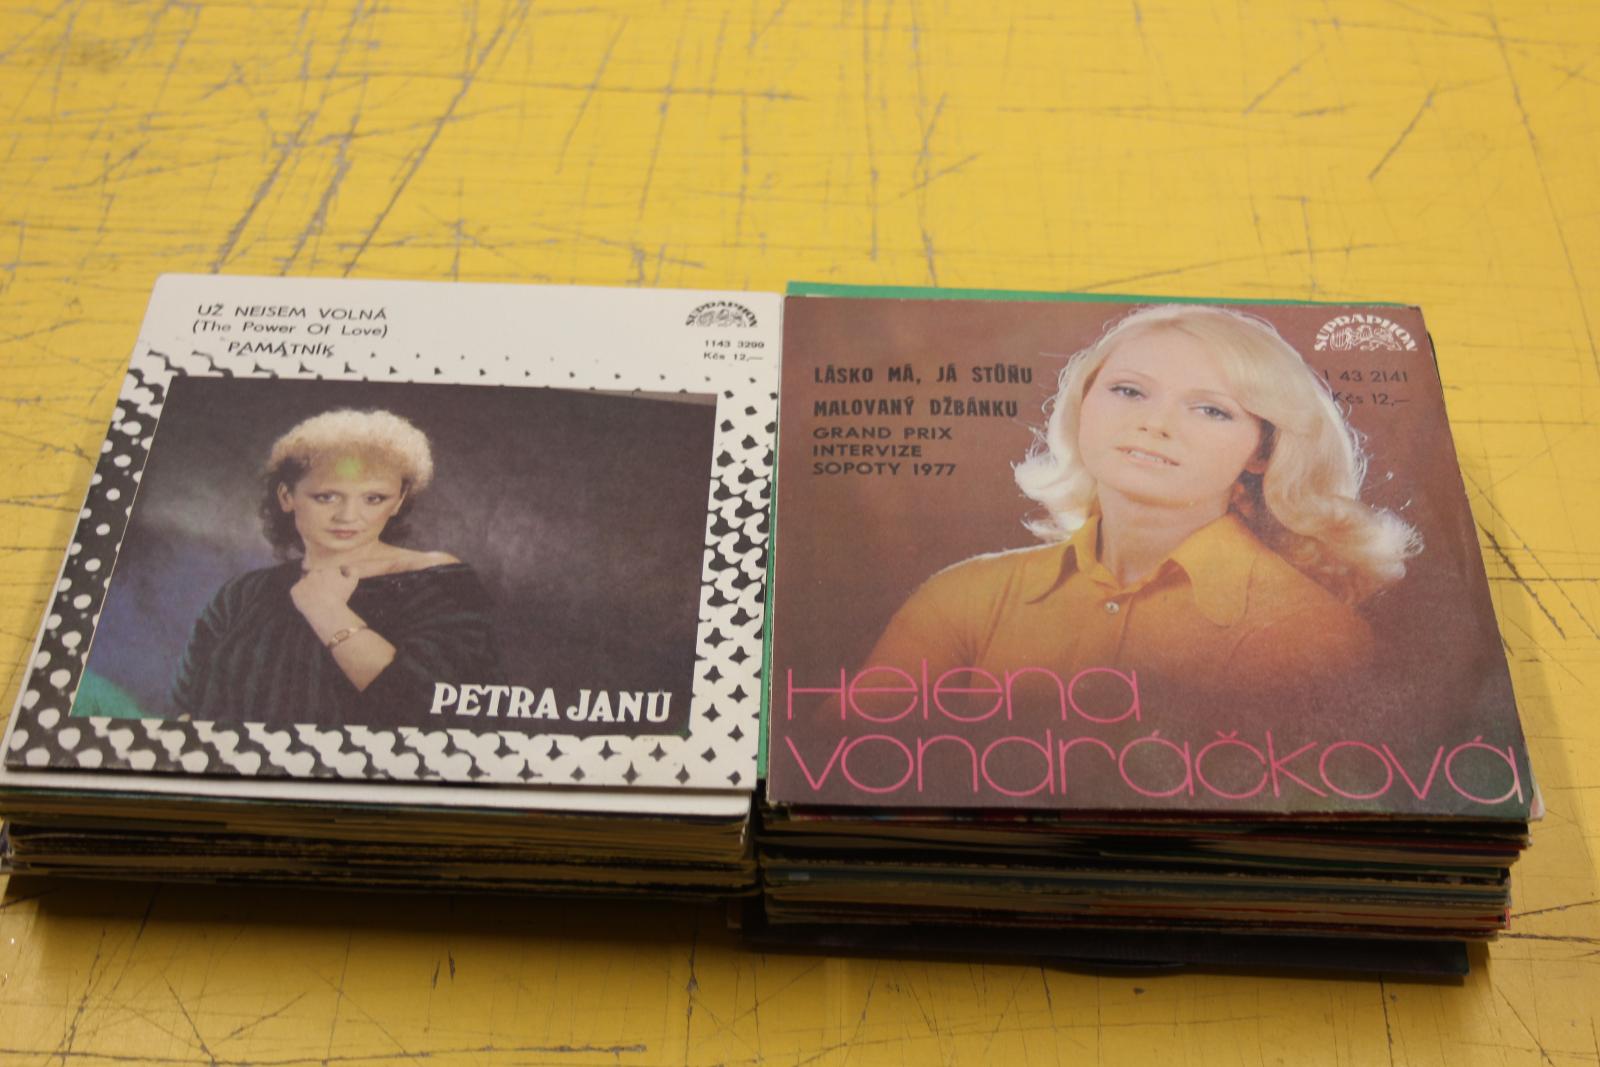 UŽ NEJSEM VOLNÁ
(The Power Of Love)
PAMÁTNÍK
SUPRAPHON
1143 3299
Kčs 12,—
PETRA JANŮ
SUPRAPHON
1 43 2141
Kčs 12,—
LÁSKO MÁ, JÁ STŮŇU
MALOVANÝ DŽBÁNKU
GRAND PRIX
INTERVIZE
SOPOTY 1977
Helena
vondráčková